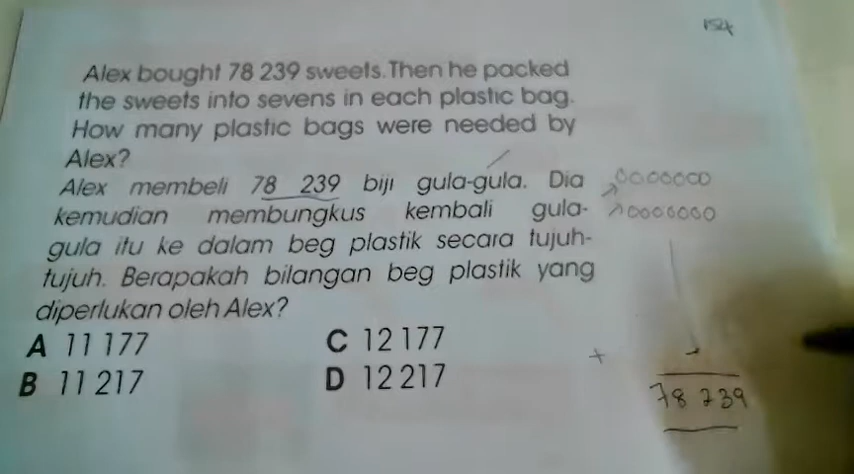 Alex bought 78 239 sweets. Then he packed
the sweets into sevens in each plastic bag.
How many plastic bags were needed by
Alex?
Alex membeli 78 239 biji gula-gula. Dia
kemudian membungkus kembali gula-
gula itu ke dalam beg plastik secara tujuh-
tujuh. Berapakah bilangan beg plastik yang
diperlukan oleh Alex?
A 11 177
C 12 177
B 11 217
D 12 217
+
78 239